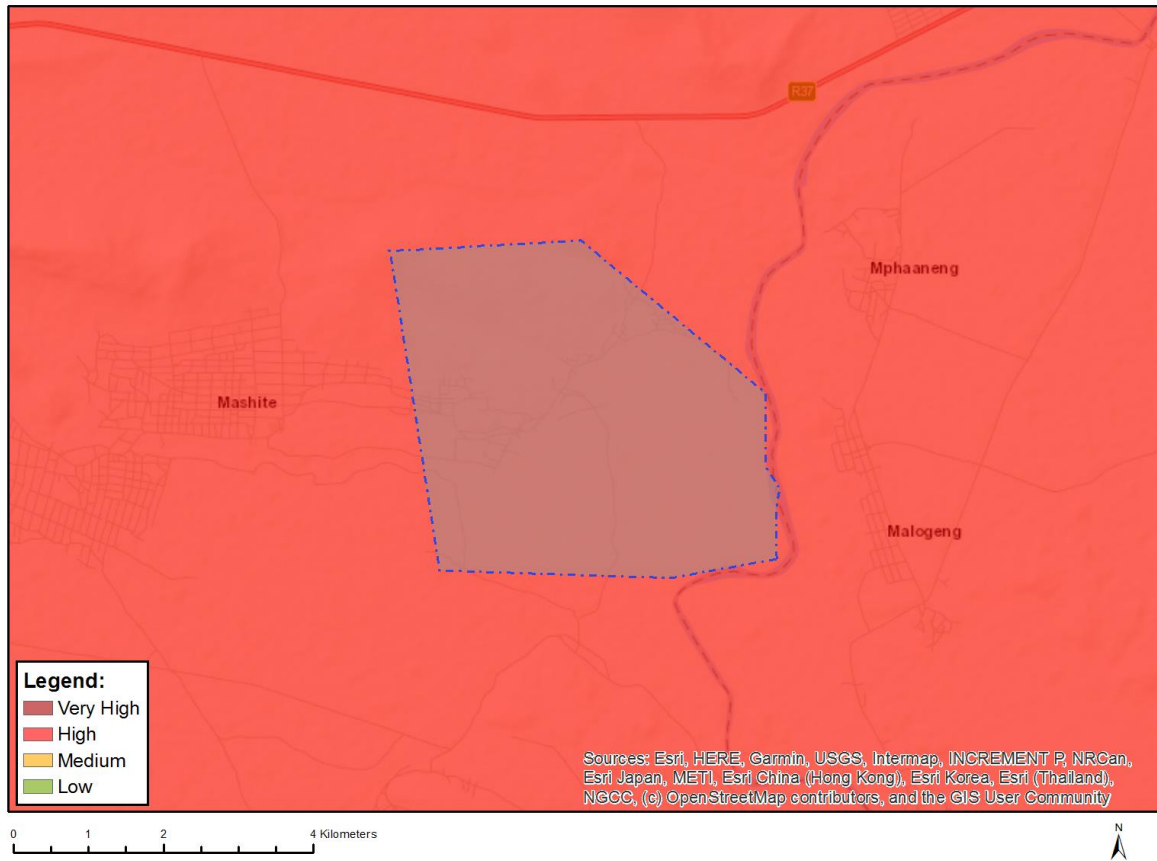 R37
Mphaaneng
Mashite
Malogeng
Legend:
Very High
High
Medium
Low
Sources: Esri, HERE, Garmin, USGS, Intermap, INCREMENT P, NRCan,
Esri Japan, METI, Esri China (Hong Kong), Esri Korea, Esri (Thailand),
NGCC, (c) OpenStreetMap contributors, and the GIS User Community
0 1 2 4 Kilometers
N